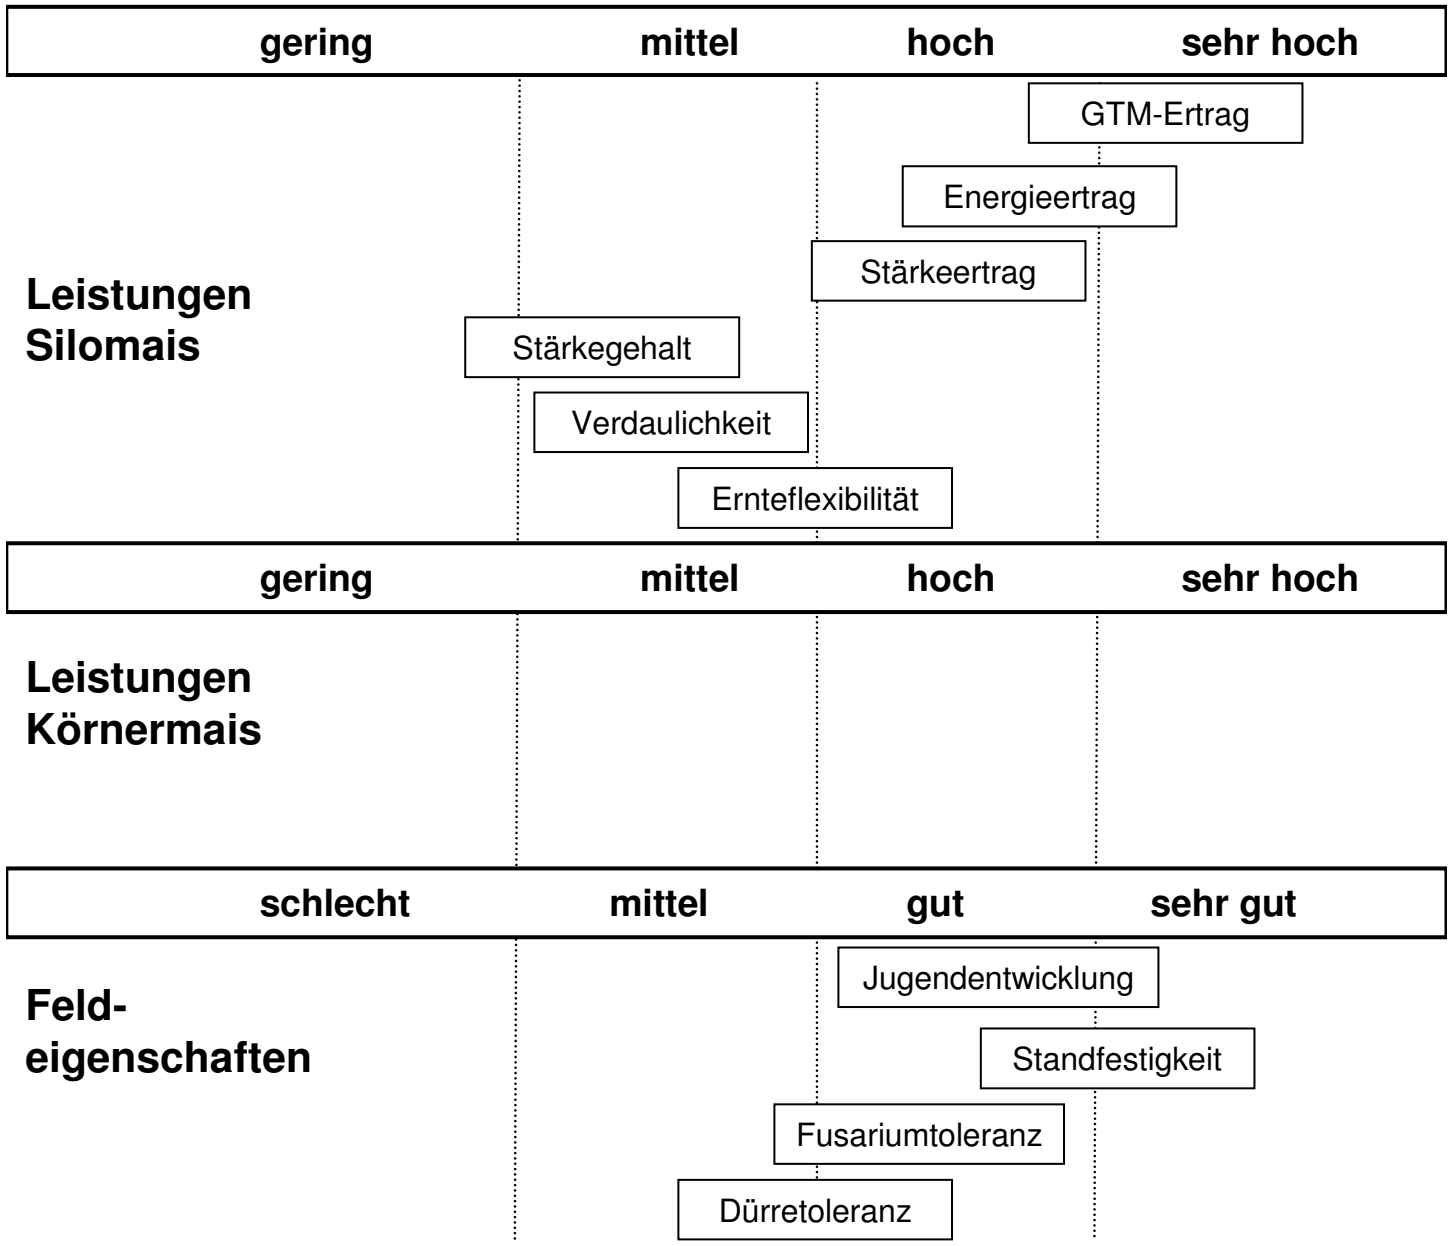 gering mittel hoch sehr hoch
GTM-Ertrag
Energieertrag
Stärkeertrag
Leistungen
Silomais
Stärkegehalt
Verdaulichkeit
Ernteflexibilität
gering mittel hoch sehr hoch
Leistungen
Körnermais
schlecht mittel gut sehr gut
Jugendentwicklung
Feld-
eigenschaften
Standfestigkeit
Fusariumtoleranz
Dürretoleranz